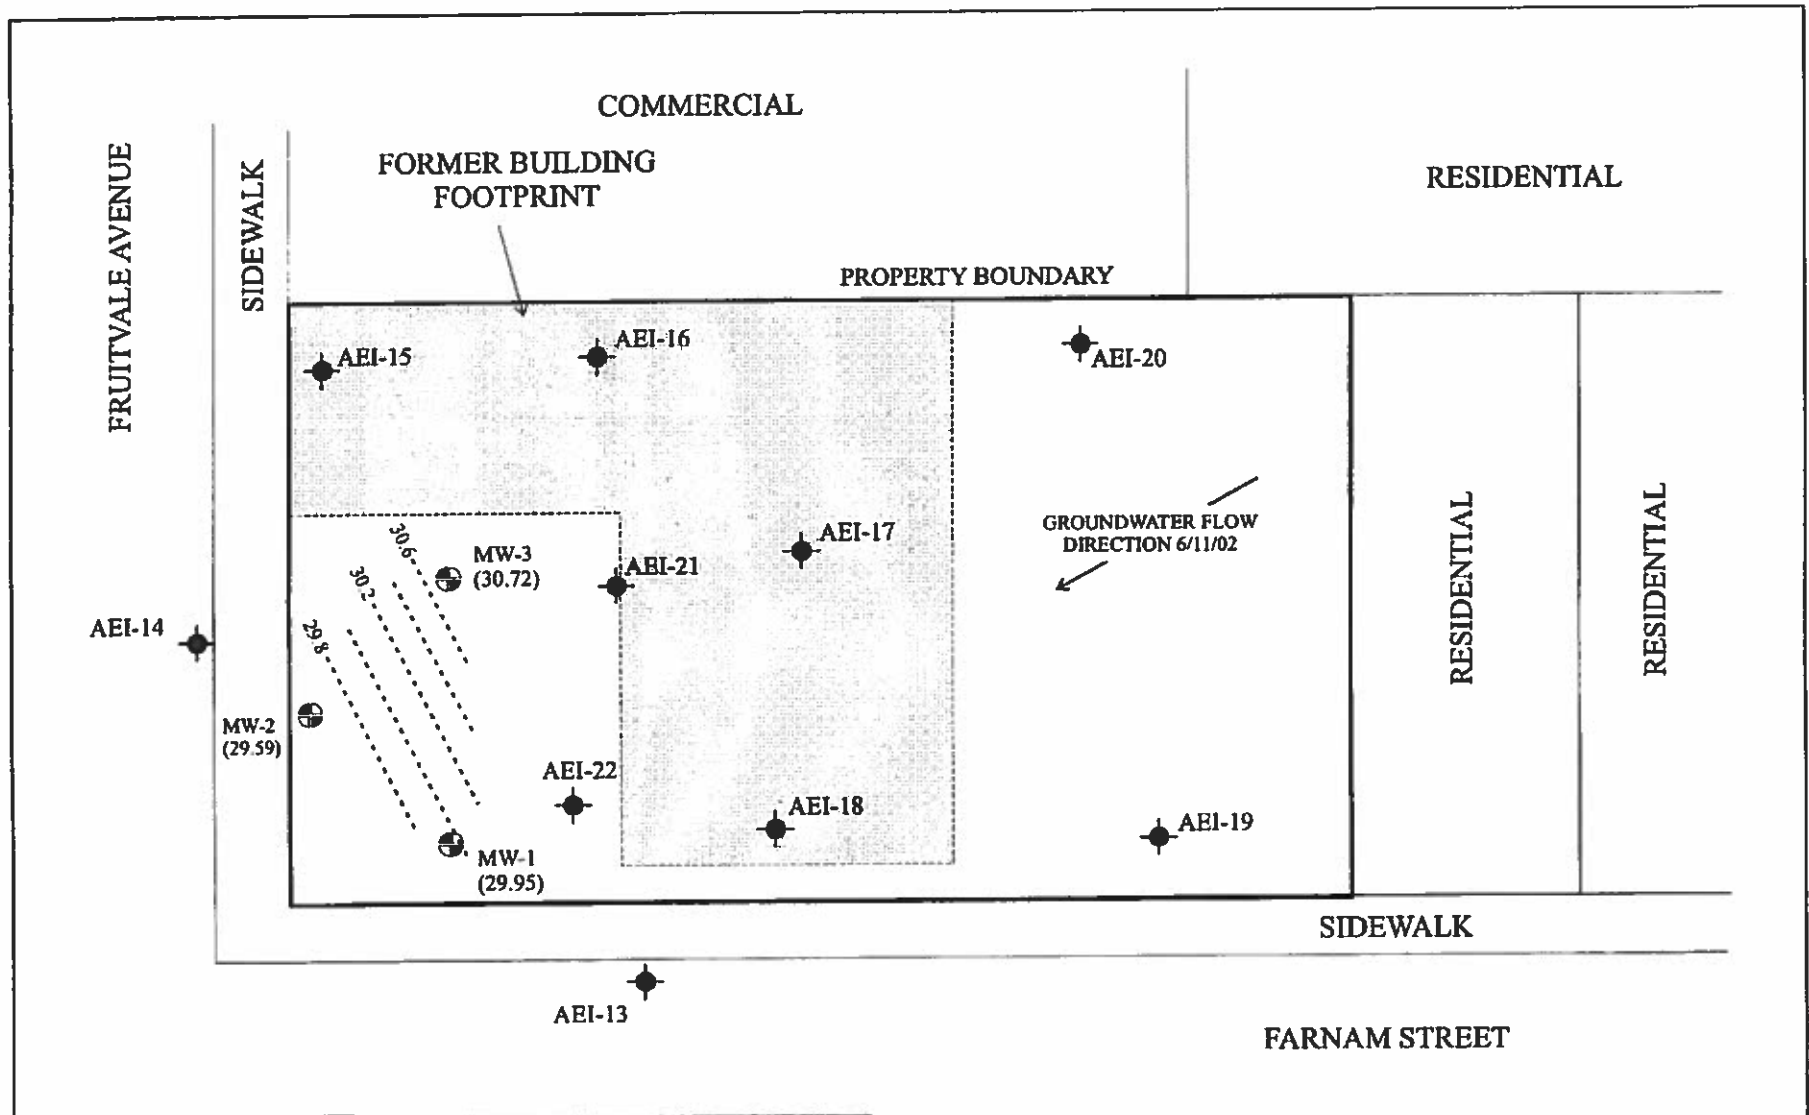 COMMERCIAL
FORMER BUILDING
FOOTPRINT
RESIDENTIAL
FRUITVALE AVENUE
SIDEWALK
PROPERTY BOUNDARY
AEI-15
AEI-16
AEI-20
AEI-17
GROUNDWATER FLOW
DIRECTION 6/11/02
RESIDENTIAL
RESIDENTIAL
30.6
MW-3
(30.72)
AEI-21
30.2
29.8
AEI-14
MW-2
(29.59)
AEI-22
AEI-18
AEI-19
MW-1
(29.95)
SIDEWALK
AEI-13
FARNAM STREET